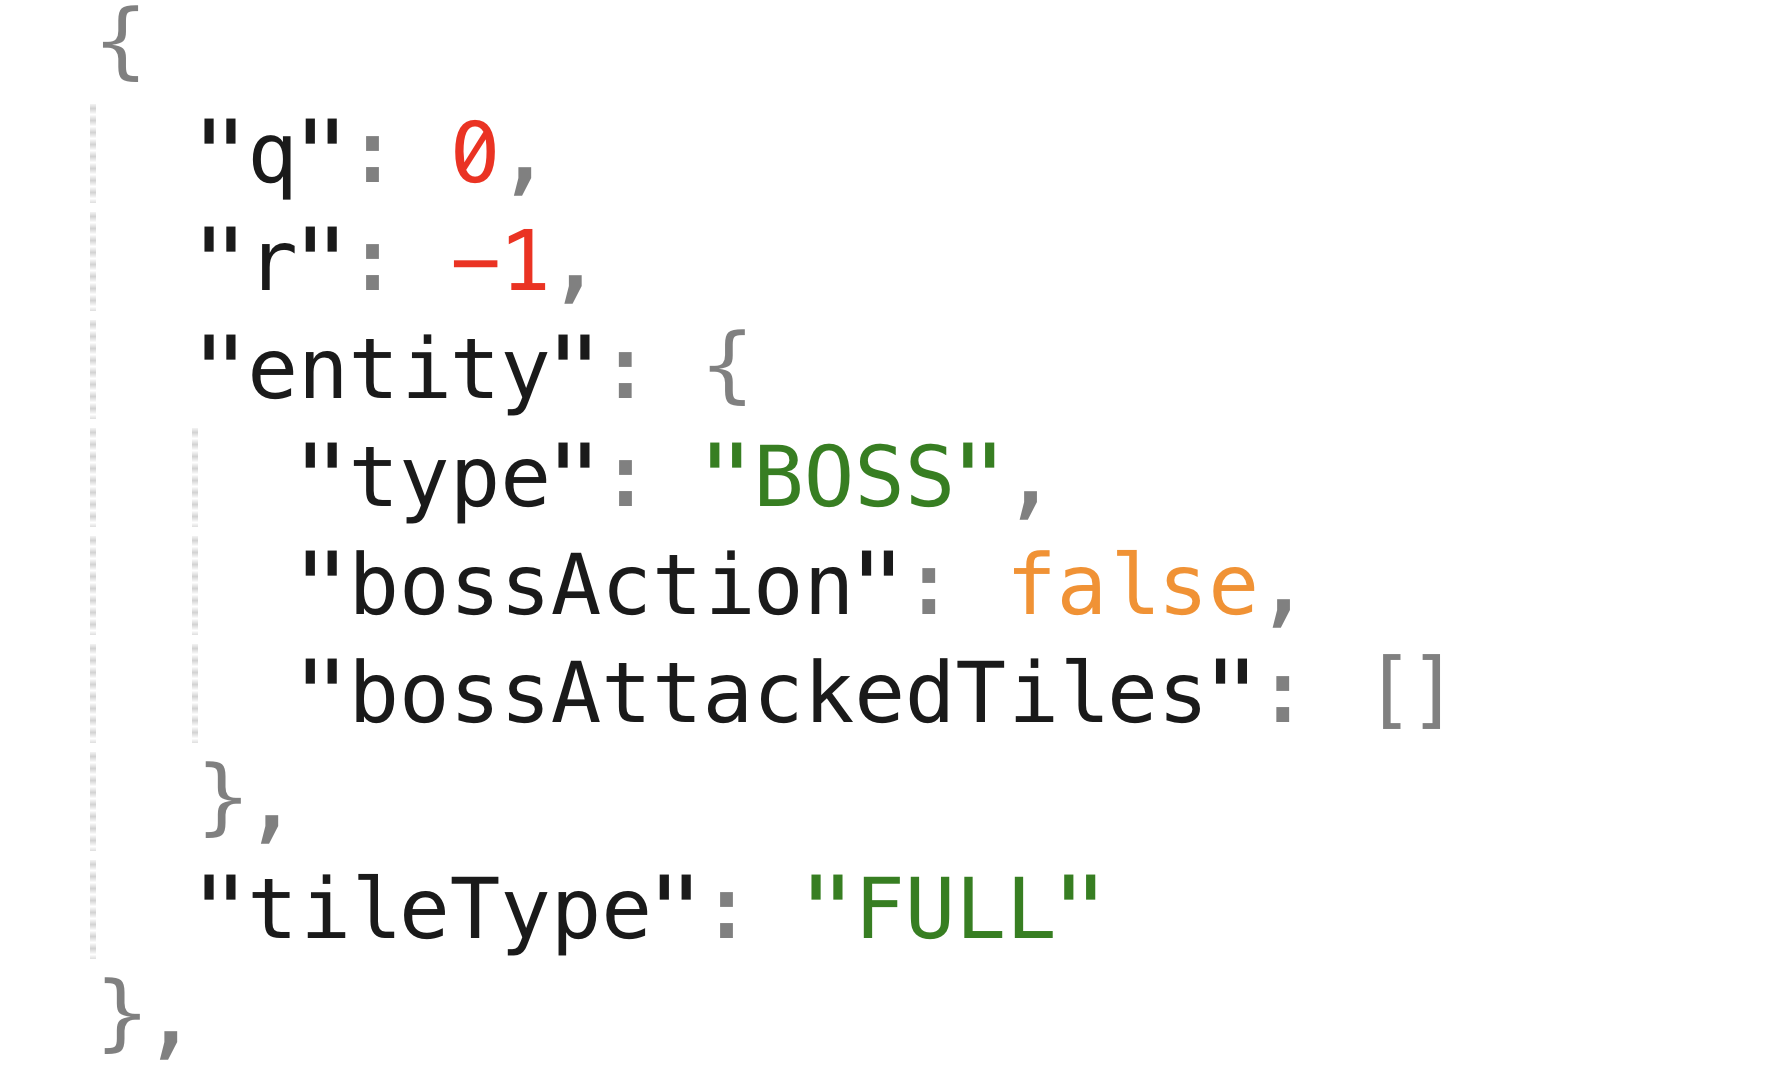 {
"q": 0,
"r": -1,
"entity": {
"type": "BOSS",
"bossAction": false,
"bossAttackedTiles": []
},
"tileType": "FULL"
},